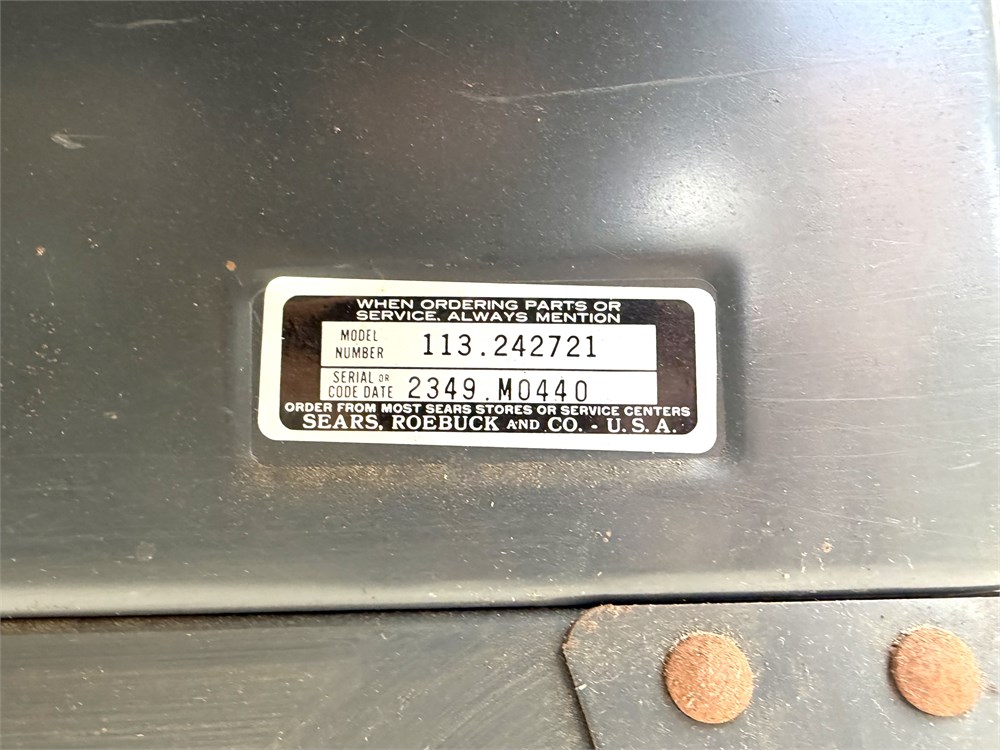 WHEN ORDERING PARTS OR
SERVICE, ALWAYS MENTION
MODEL NUMBER 113.242721
SERIAL OR CODE DATE 2349.M0440
ORDER FROM MOST SEARS STORES OR SERVICE CENTERS
SEARS, ROEBUCK AND CO. - U.S.A.